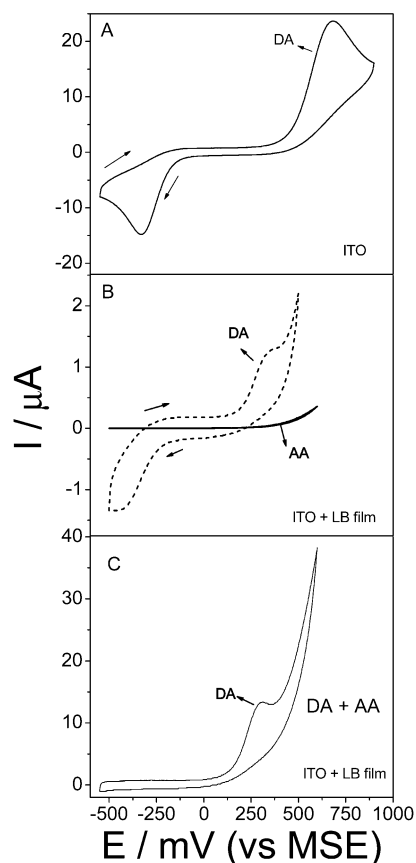 A
DA
20
10
0
-10
-20
ITO
B
DA
2
1
0
-1
AA
ITO + LB film
I / μA
C
40
30
20
10
0
DA
DA + AA
ITO + LB film
-500 -250 0 250 500 750 1000
E / mV (vs MSE)